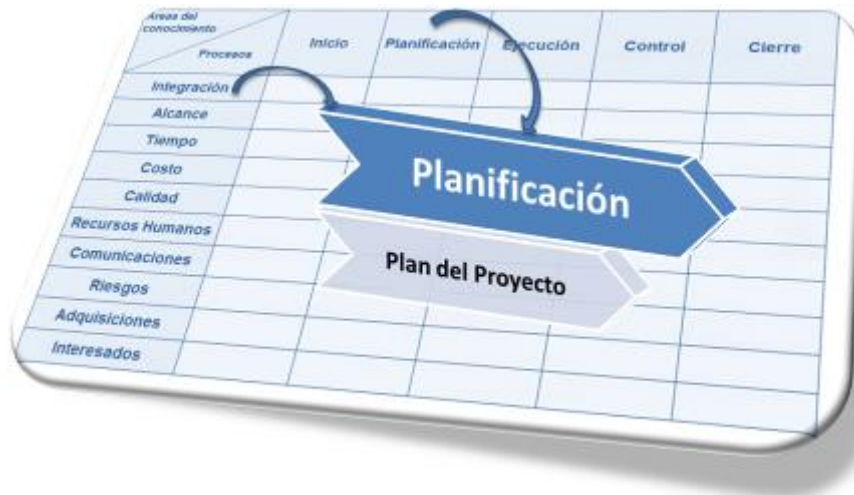 Áreas del
conocimiento
Procesos
Inicio
Planificación
Ejecución
Control
Cierre
Integración
Alcance
Tiempo
Costo
Calidad
Recursos Humanos
Comunicaciones
Riesgos
Adquisiciones
Interesados
Planificación
Plan del Proyecto